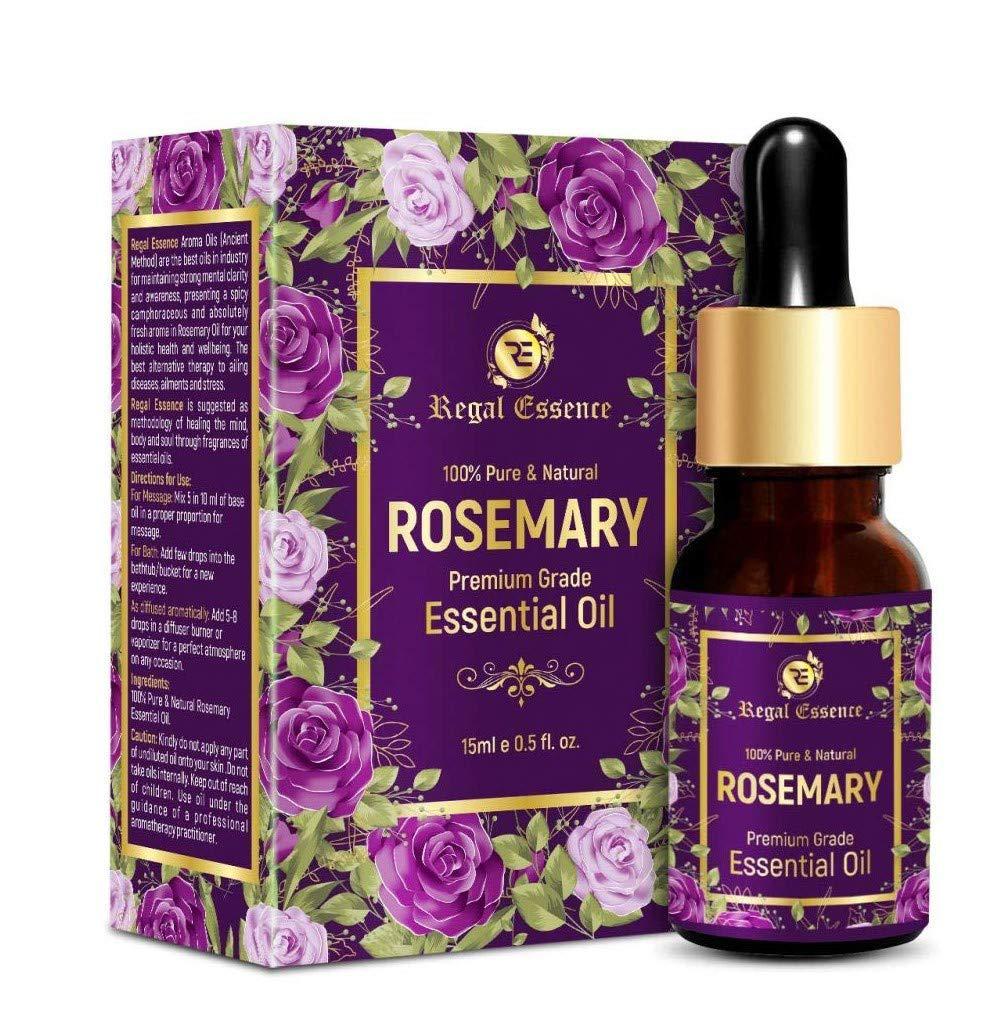 Regal Essence Aroma Oils (Ancient
Method) are the best oils in industry
for maintaining strong mental clarity
and awareness, presenting a spicy
camphoraceous and absolutely
fresh aroma in Rosemary Oil for your
holistic health and wellbeing. The
best alternative therapy to ailing
diseases, ailments and stress.
Regal Essence is suggested as
methodology of healing the mind,
body and soul through fragrances of
essential oils.
Directions for Use:
For Message: Mix 5 in 10 ml of base
oil in a proper proportion for
message.
For Bath: Add few drops into the
bathtub/bucket for a new
experience.
As diffused aromatically: Add 5-8
drops in a diffuser burner or
vaporizer for a perfect atmosphere
on any occasion.
Ingredients:
100% Pure & Natural Rosemary
Essential Oil.
Caution: Kindly do not apply any part
of undiluted oil onto your skin. Do not
take oils internally. Keep out of reach
of children. Use oil under the
guidance of a professional
aromatherapy practitioner.
RE
Regal Essence
100% Pure & Natural
ROSEMARY
Premium Grade
Essential Oil
15ml e 0.5 fl. oz.
RE
Regal Essence
100% Pure & Natural
ROSEMARY
Premium Grade
Essential Oil